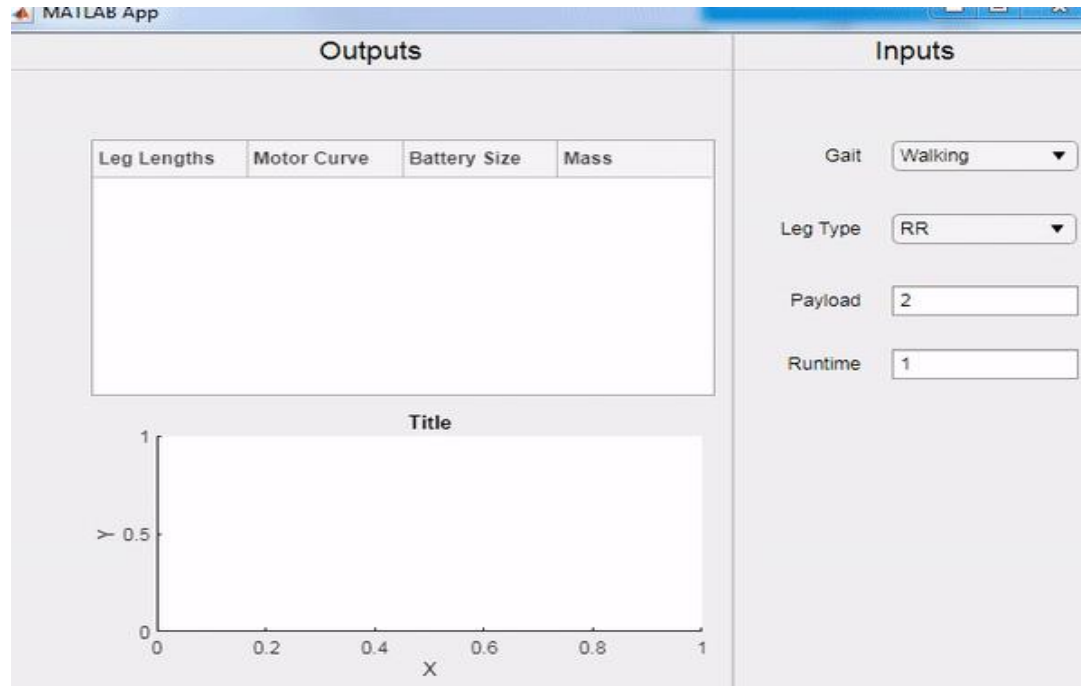 MATLAB App
Outputs
Inputs
Leg Lengths Motor Curve Battery Size Mass
Gait Walking
Leg Type RR
Payload 2
Runtime 1
Title
1
0.5
0
Y
0 0.2 0.4 0.6 0.8 1
X